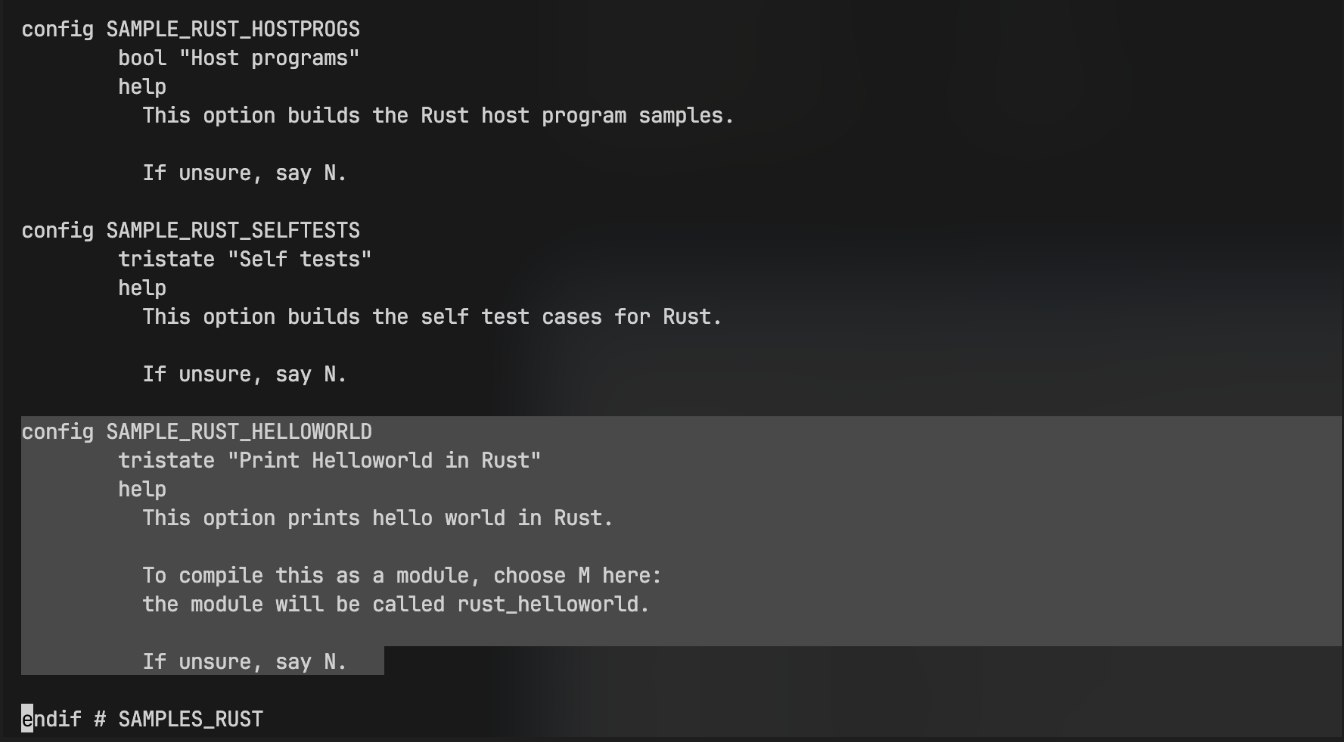 config SAMPLE_RUST_HOSTPROGS
bool "Host programs"
help
This option builds the Rust host program samples.
If unsure, say N.
config SAMPLE_RUST_SELFTESTS
tristate "Self tests"
help
This option builds the self test cases for Rust.
If unsure, say N.
config SAMPLE_RUST_HELLOWORLD
tristate "Print Helloworld in Rust"
help
This option prints hello world in Rust.
To compile this as a module, choose M here:
the module will be called rust_helloworld.
If unsure, say N.
endif # SAMPLES_RUST